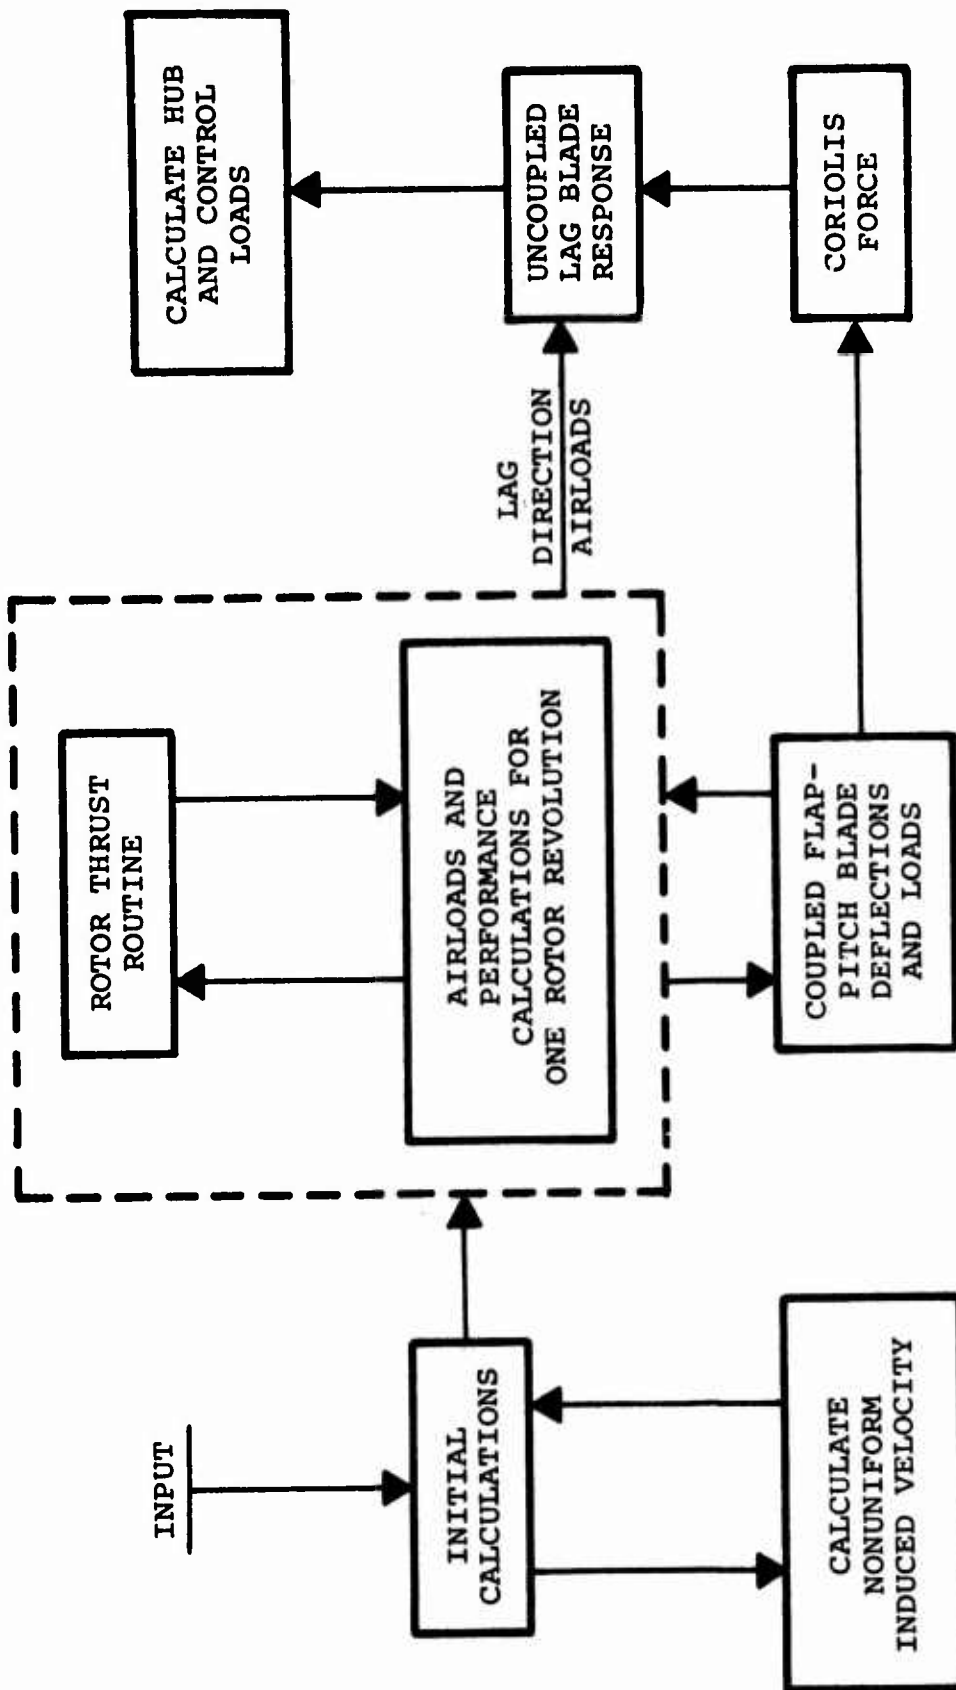 INPUT
INITIAL
CALCULATIONS
CALCULATE
NONUNIFORM
INDUCED VELOCITY
ROTOR THRUST
ROUTINE
AIRLOADS AND
PERFORMANCE
CALCULATIONS FOR
ONE ROTOR REVOLUTION
COUPLED FLAP-
PITCH BLADE
DEFLECTIONS
AND LOADS
LAG
DIRECTION
AIRLOADS
CALCULATE HUB
AND CONTROL
LOADS
UNCOUPLED
LAG BLADE
RESPONSE
CORIOLIS
FORCE